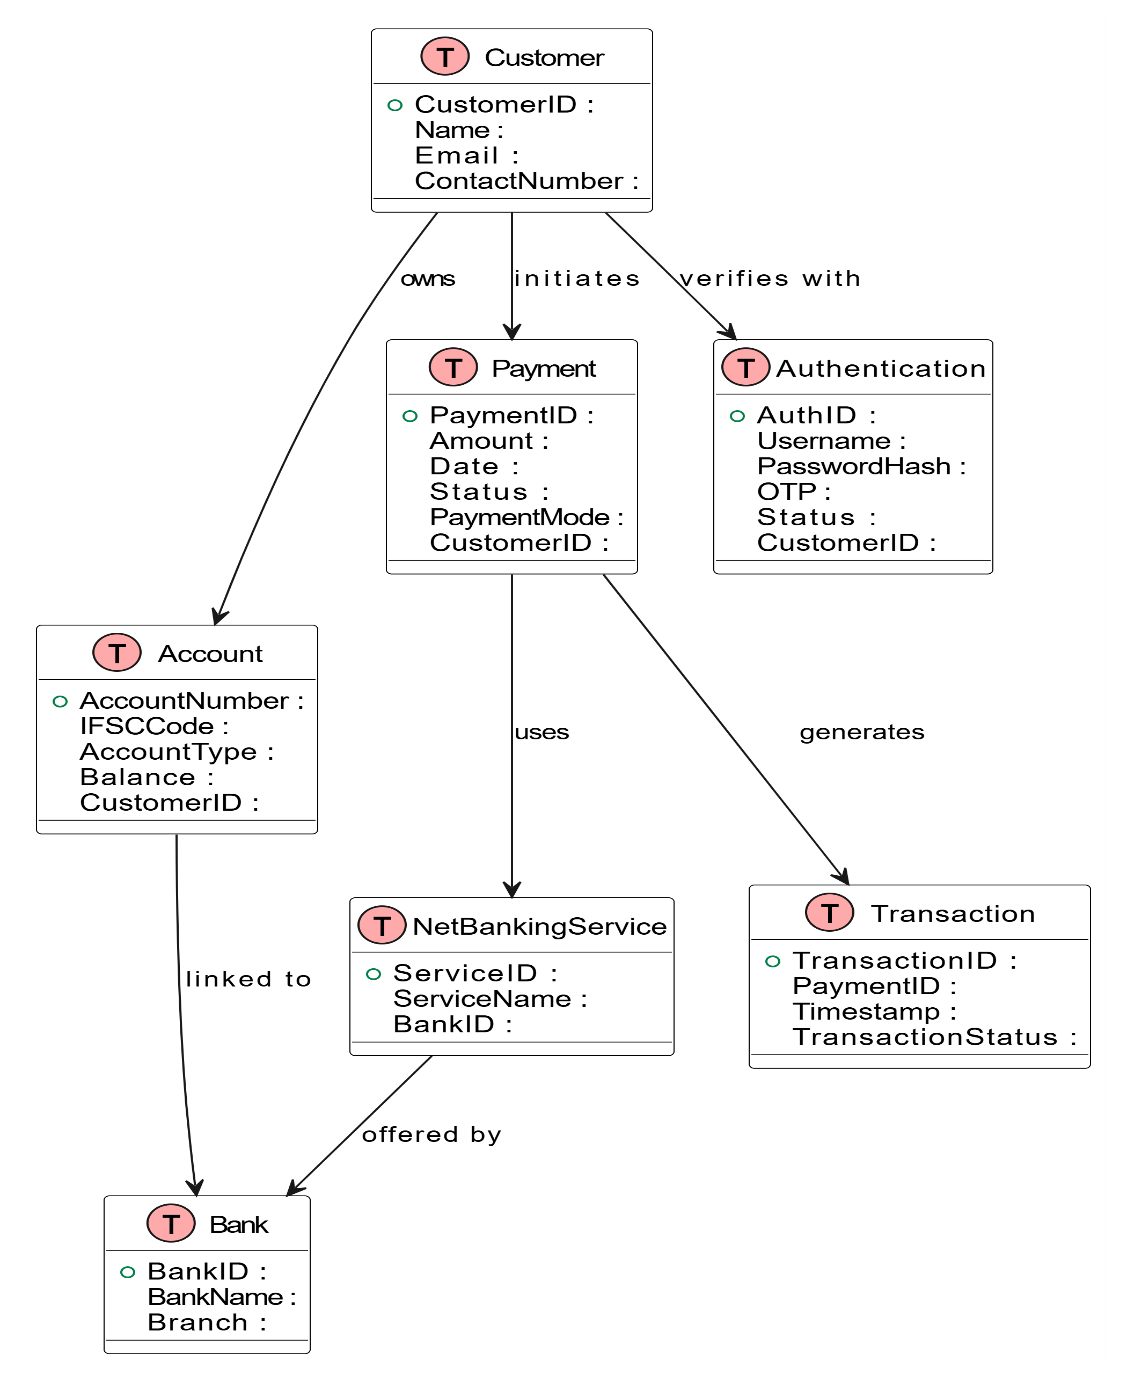 T Customer
CustomerID :
Name :
Email :
ContactNumber :
owns
initiates
verifies with
T Payment
PaymentID :
Amount :
Date :
Status :
PaymentMode :
CustomerID :
T Authentication
AuthID :
Username :
PasswordHash :
OTP :
Status :
CustomerID :
T Account
AccountNumber :
IFSCCode :
AccountType :
Balance :
CustomerID :
uses
generates
T NetBankingService
ServiceID :
ServiceName :
BankID :
T Transaction
TransactionID :
PaymentID :
Timestamp :
TransactionStatus :
linked to
offered by
T Bank
BankID :
BankName :
Branch :